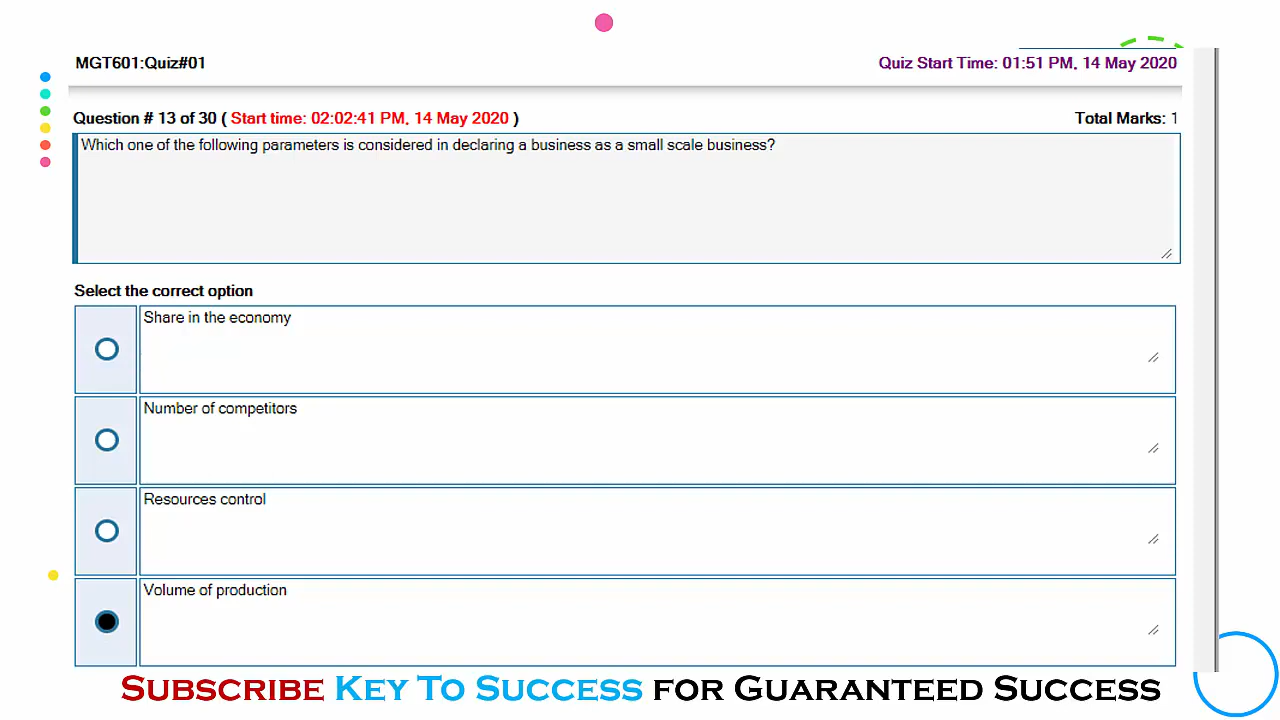 MGT601:Quiz#01
Quiz Start Time: 01:51 PM, 14 May 2020
Question # 13 of 30 ( Start time: 02:02:41 PM, 14 May 2020 )
Total Marks: 1
Which one of the following parameters is considered in declaring a business as a small scale business?
Select the correct option
Share in the economy
Number of competitors
Resources control
Volume of production
SUBSCRIBE KEY TO SUCCESS FOR GUARANTEED SUCCESS